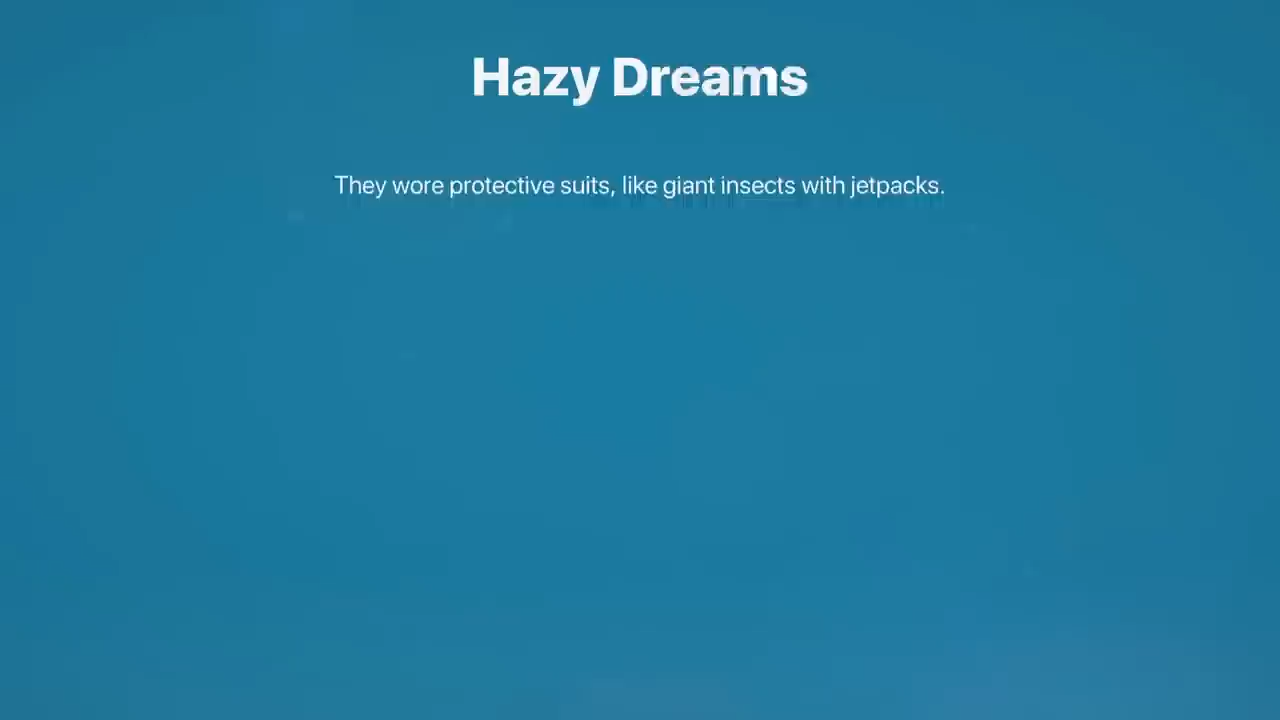 Hazy Dreams
They wore protective suits, like giant insects with jetpacks.